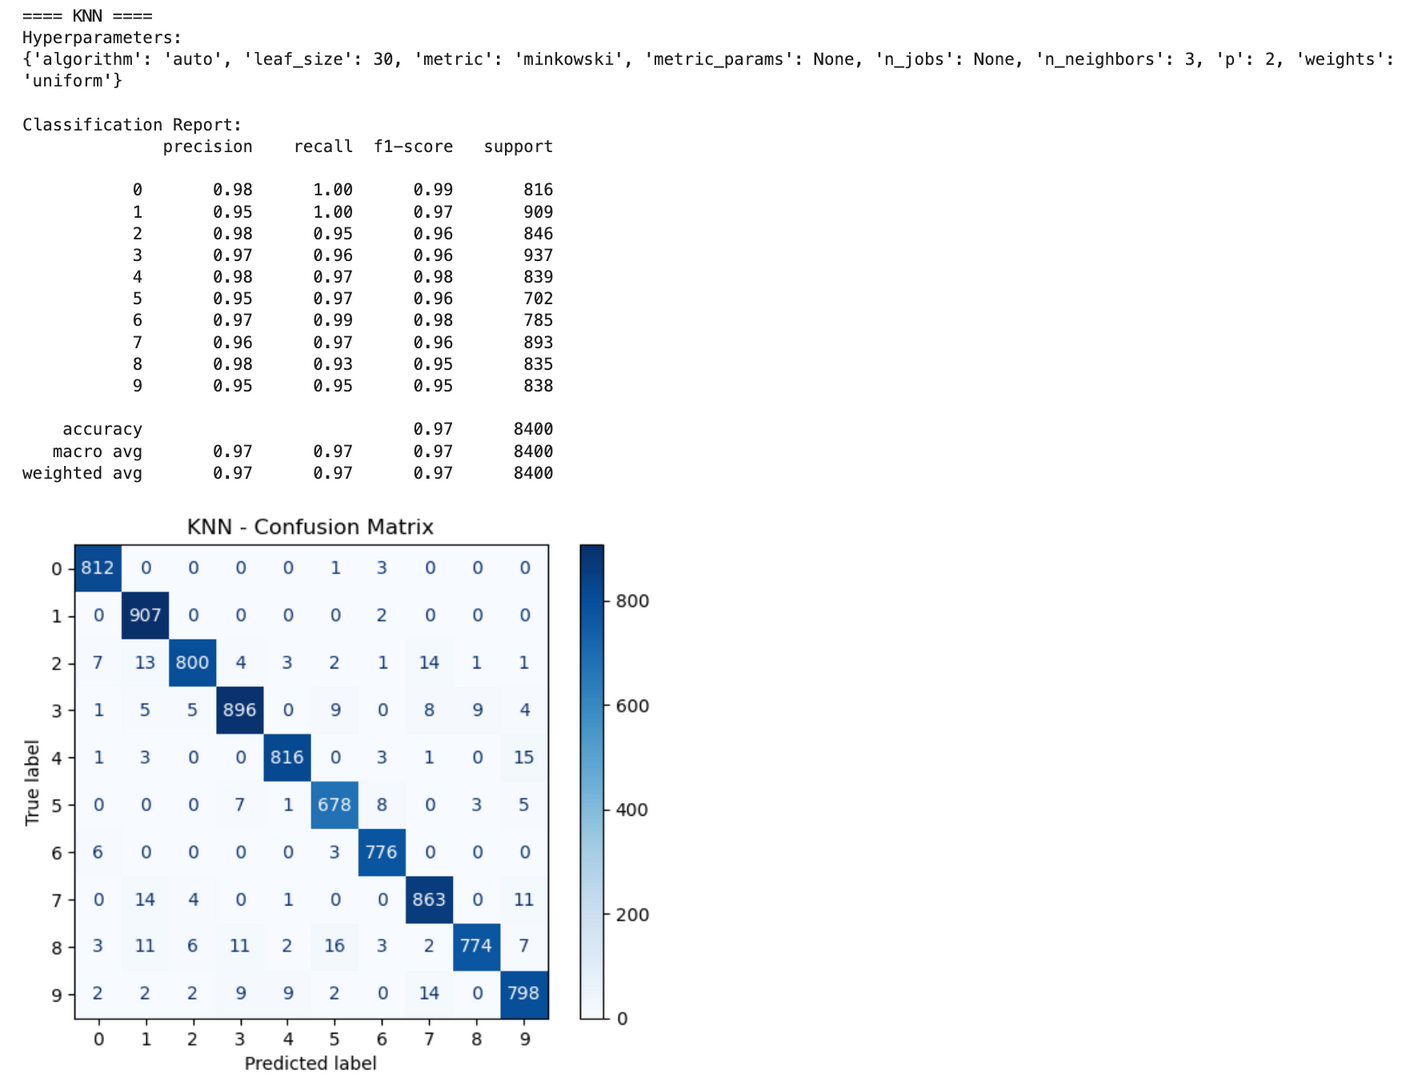 ==== KNN ====
Hyperparameters:
{'algorithm': 'auto', 'leaf_size': 30, 'metric': 'minkowski', 'metric_params': None, 'n_jobs': None, 'n_neighbors': 3, 'p': 2, 'weights':
'uniform'}
Classification Report:
precision recall f1-score support
0 0.98 1.00 0.99 816
1 0.95 1.00 0.97 909
2 0.98 0.95 0.96 846
3 0.97 0.96 0.96 937
4 0.98 0.97 0.98 839
5 0.95 0.97 0.96 702
6 0.97 0.99 0.98 785
7 0.96 0.97 0.96 893
8 0.98 0.93 0.95 835
9 0.95 0.95 0.95 838
accuracy 0.97 8400
macro avg 0.97 0.97 0.97 8400
weighted avg 0.97 0.97 0.97 8400
KNN - Confusion Matrix
0 812 0 0 0 0 1 3 0 0 0
1 0 907 0 0 0 0 2 0 0 0
2 7 13 800 4 3 2 1 14 1 1
3 1 5 5 896 0 9 0 8 9 4
4 1 3 0 0 816 0 3 1 0 15
5 0 0 0 7 1 678 8 0 3 5
6 6 0 0 0 0 3 776 0 0 0
7 0 14 4 0 1 0 0 863 0 11
8 3 11 6 11 2 16 3 2 774 7
9 2 2 2 9 9 2 0 14 0 798
0 1 2 3 4 5 6 7 8 9
Predicted label
True label
800
600
400
200
0